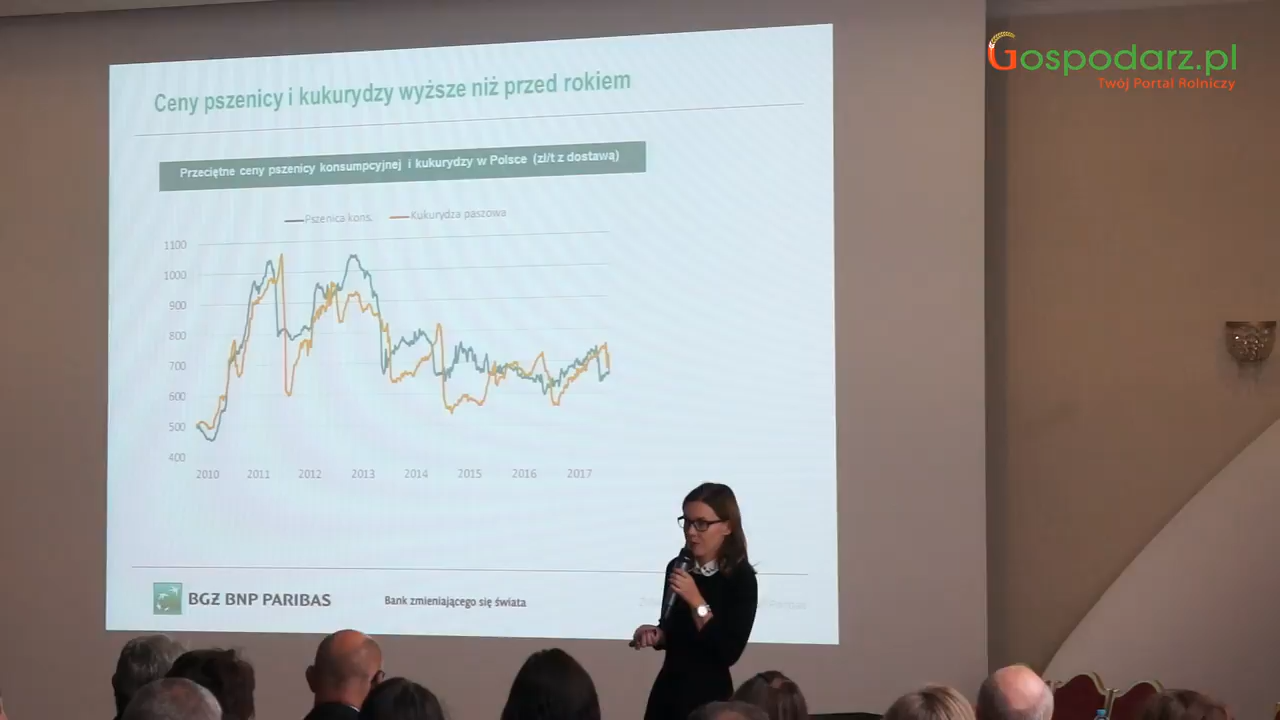 Gospodarz.pl
Twój Portal Rolniczy
Ceny pszenicy i kukurydzy wyższe niż przed rokiem
Przeciętne ceny pszenicy konsumpcyjnej i kukurydzy w Polsce (zł/t z dostawą)
Pszenica kons. Kukurydza paszowa
1100
1000
900
800
700
600
500
400
2010 2011 2012 2013 2014 2015 2016 2017
BGŻ BNP PARIBAS
Bank zmieniającego się świata